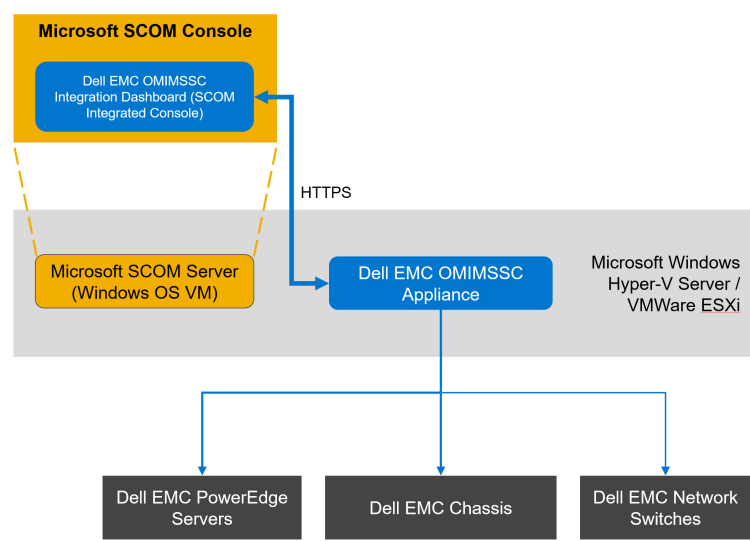 Microsoft SCOM Console
Dell EMC OMIMSSC
Integration Dashboard (SCOM
Integrated Console)
HTTPS
Microsoft SCOM Server
(Windows OS VM)
Dell EMC OMIMSSC
Appliance
Microsoft Windows
Hyper-V Server /
VMWare ESXi
Dell EMC PowerEdge
Servers
Dell EMC Chassis
Dell EMC Network
Switches